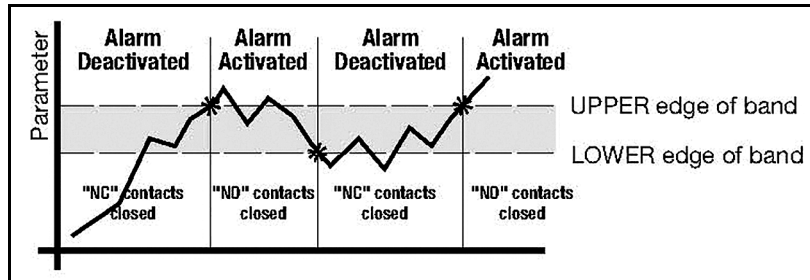 Parameter
Alarm
Deactivated
Alarm
Activated
Alarm
Deactivated
Alarm
Activated
UPPER edge of band
LOWER edge of band
"NC" contacts
closed
"NO" contacts
closed
"NC" contacts
closed
"NO" contacts
closed